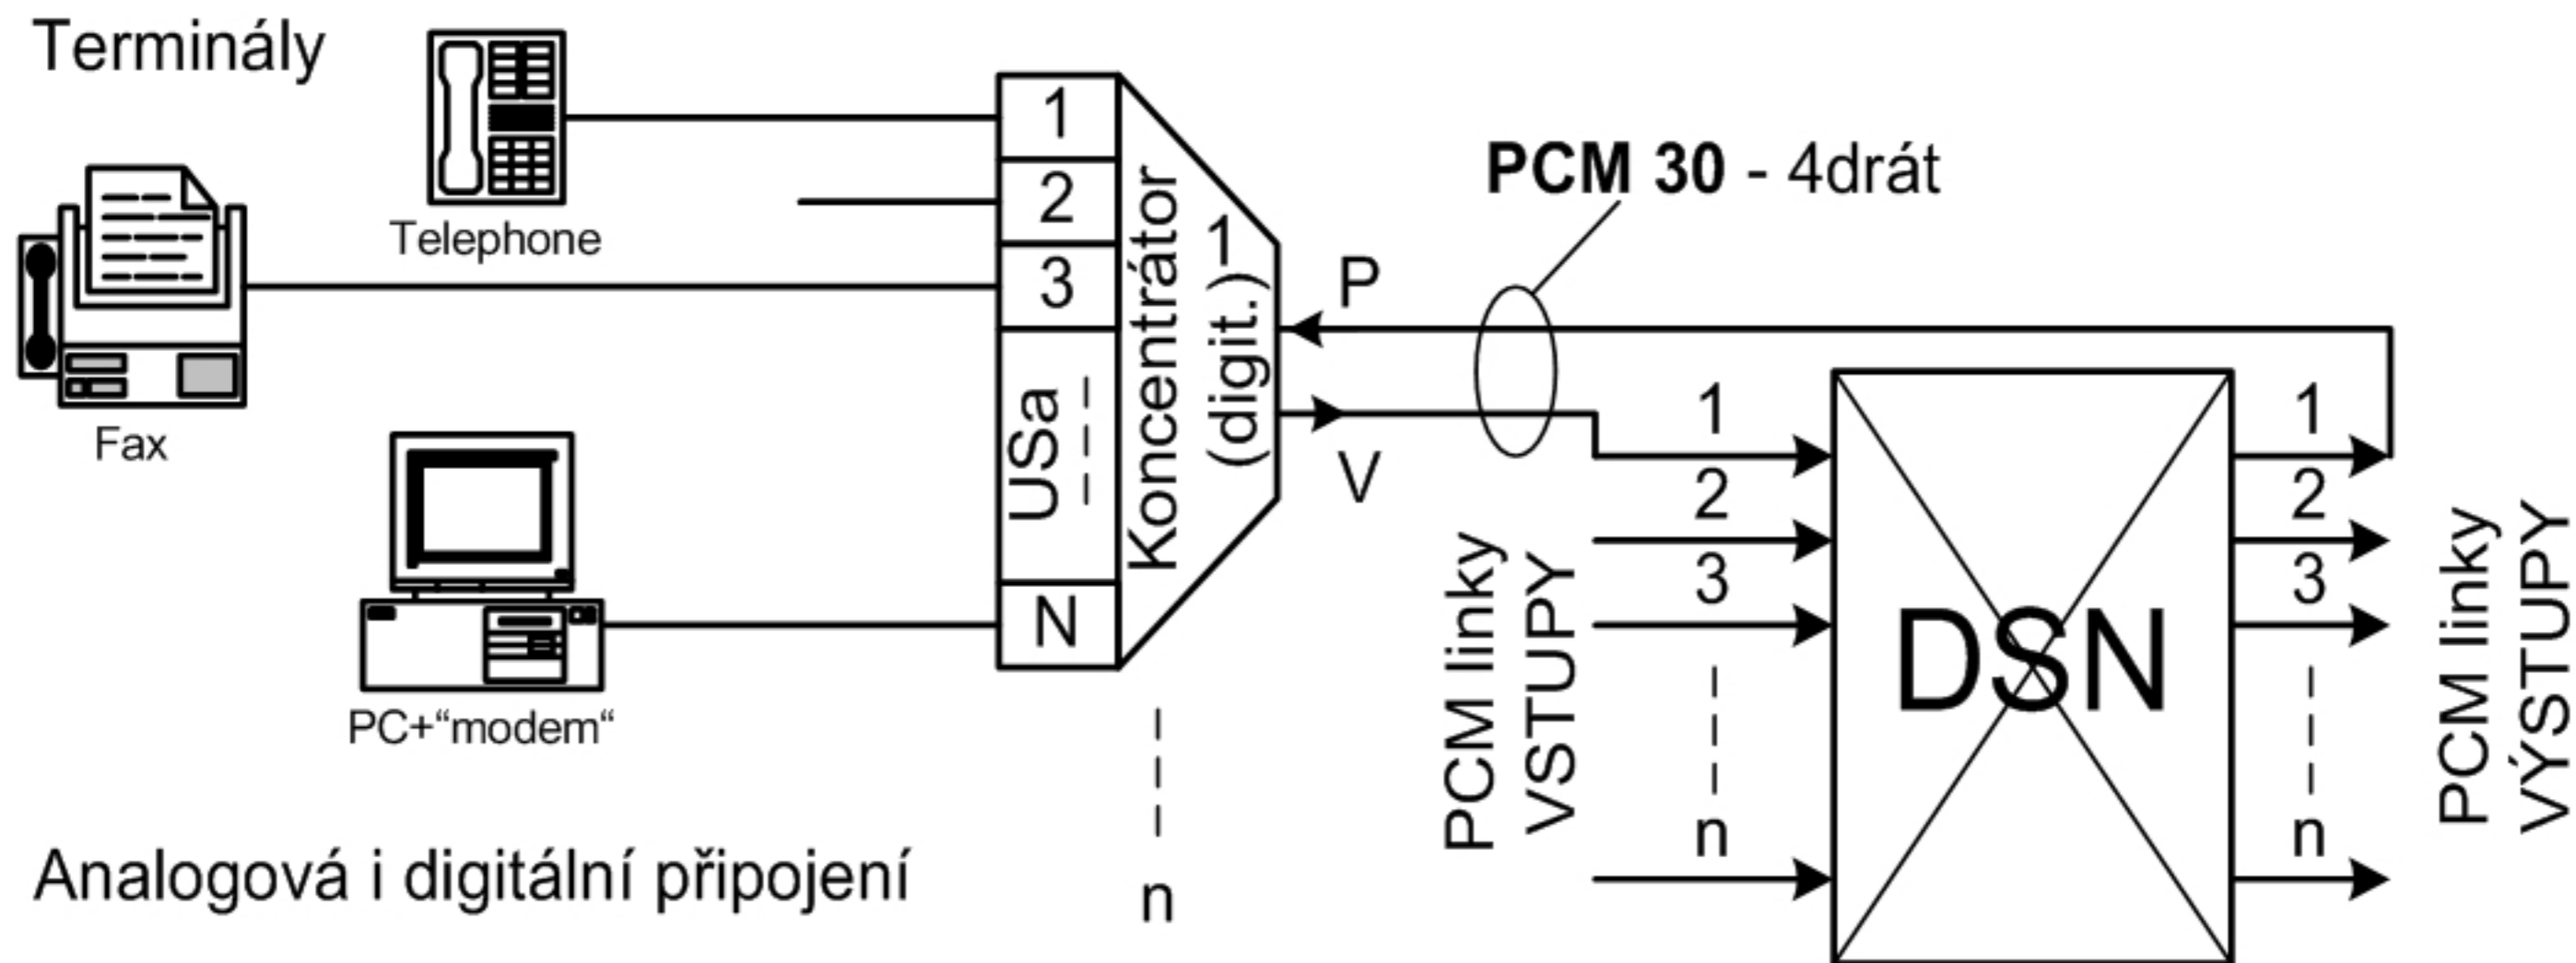 Terminály
Telephone
Fax
PC+“modem“
Analogová i digitální připojení
1
2
3
USa
N
Koncentrátor 1
(digit.)
n
PCM 30 - 4drát
P
V
PCM linky
VSTUPY
1
2
3
n
DSN
1
2
3
n
PCM linky
VÝSTUPY